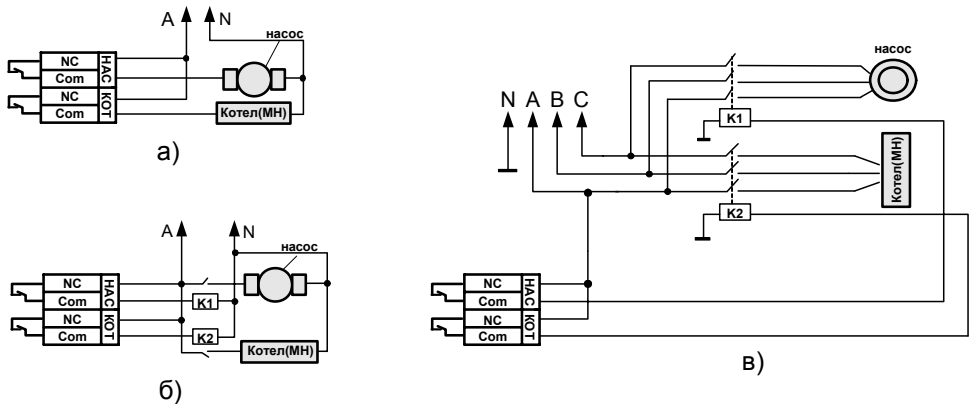 A N
насос
NC
Com
НАС
NC
Com
КОТ
Котел(МН)
а)
A N
насос
NC
Com
НАС
K1
NC
Com
КОТ
K2
Котел(МН)
б)
насос
N A B C
K1
Котел(МН)
K2
NC
Com
НАС
NC
Com
КОТ
в)